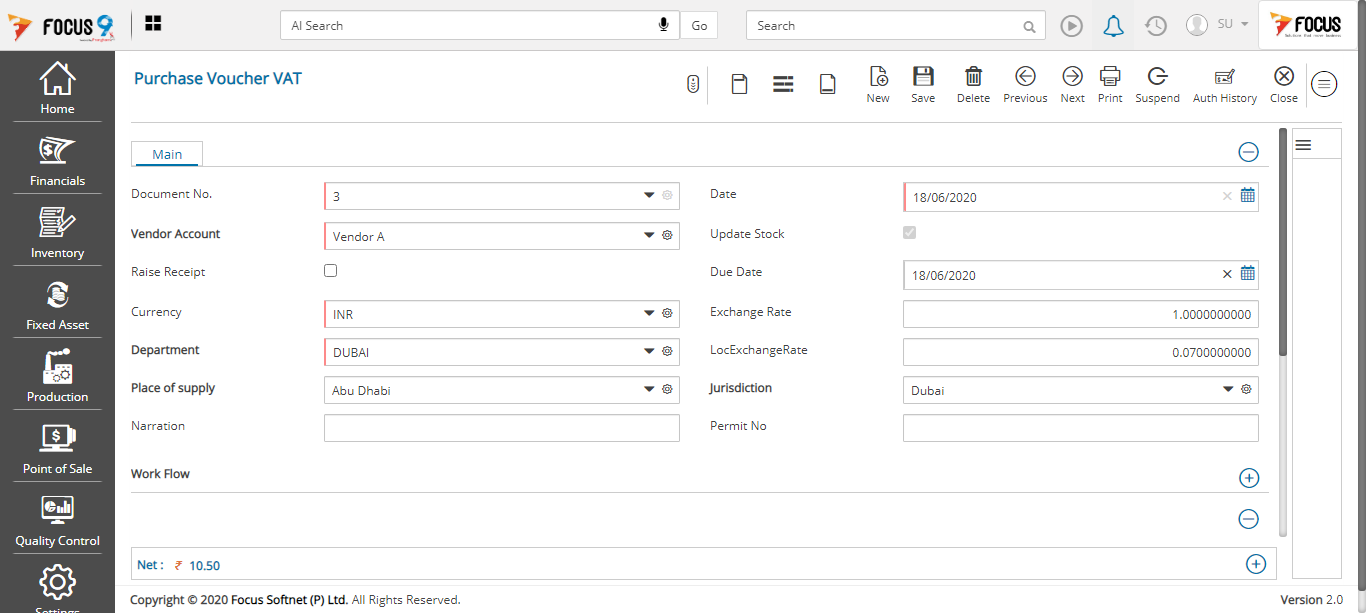 FOCUS 9
AI Search
Go
Search
SU
FOCUS
Home
Financials
Inventory
Fixed Asset
Production
Point of Sale
Quality Control
Settings
Purchase Voucher VAT
New Save Delete Previous Next Print Suspend Auth History Close
Main
Document No. 3 Date 18/06/2020
Vendor Account Vendor A Update Stock
Raise Receipt Due Date 18/06/2020
Currency INR Exchange Rate 1.0000000000
Department DUBAI LocExchangeRate 0.0700000000
Place of supply Abu Dhabi Jurisdiction Dubai
Narration Permit No
Work Flow
Net : ₹ 10.50
Copyright © 2020 Focus Softnet (P) Ltd. All Rights Reserved. Version 2.0